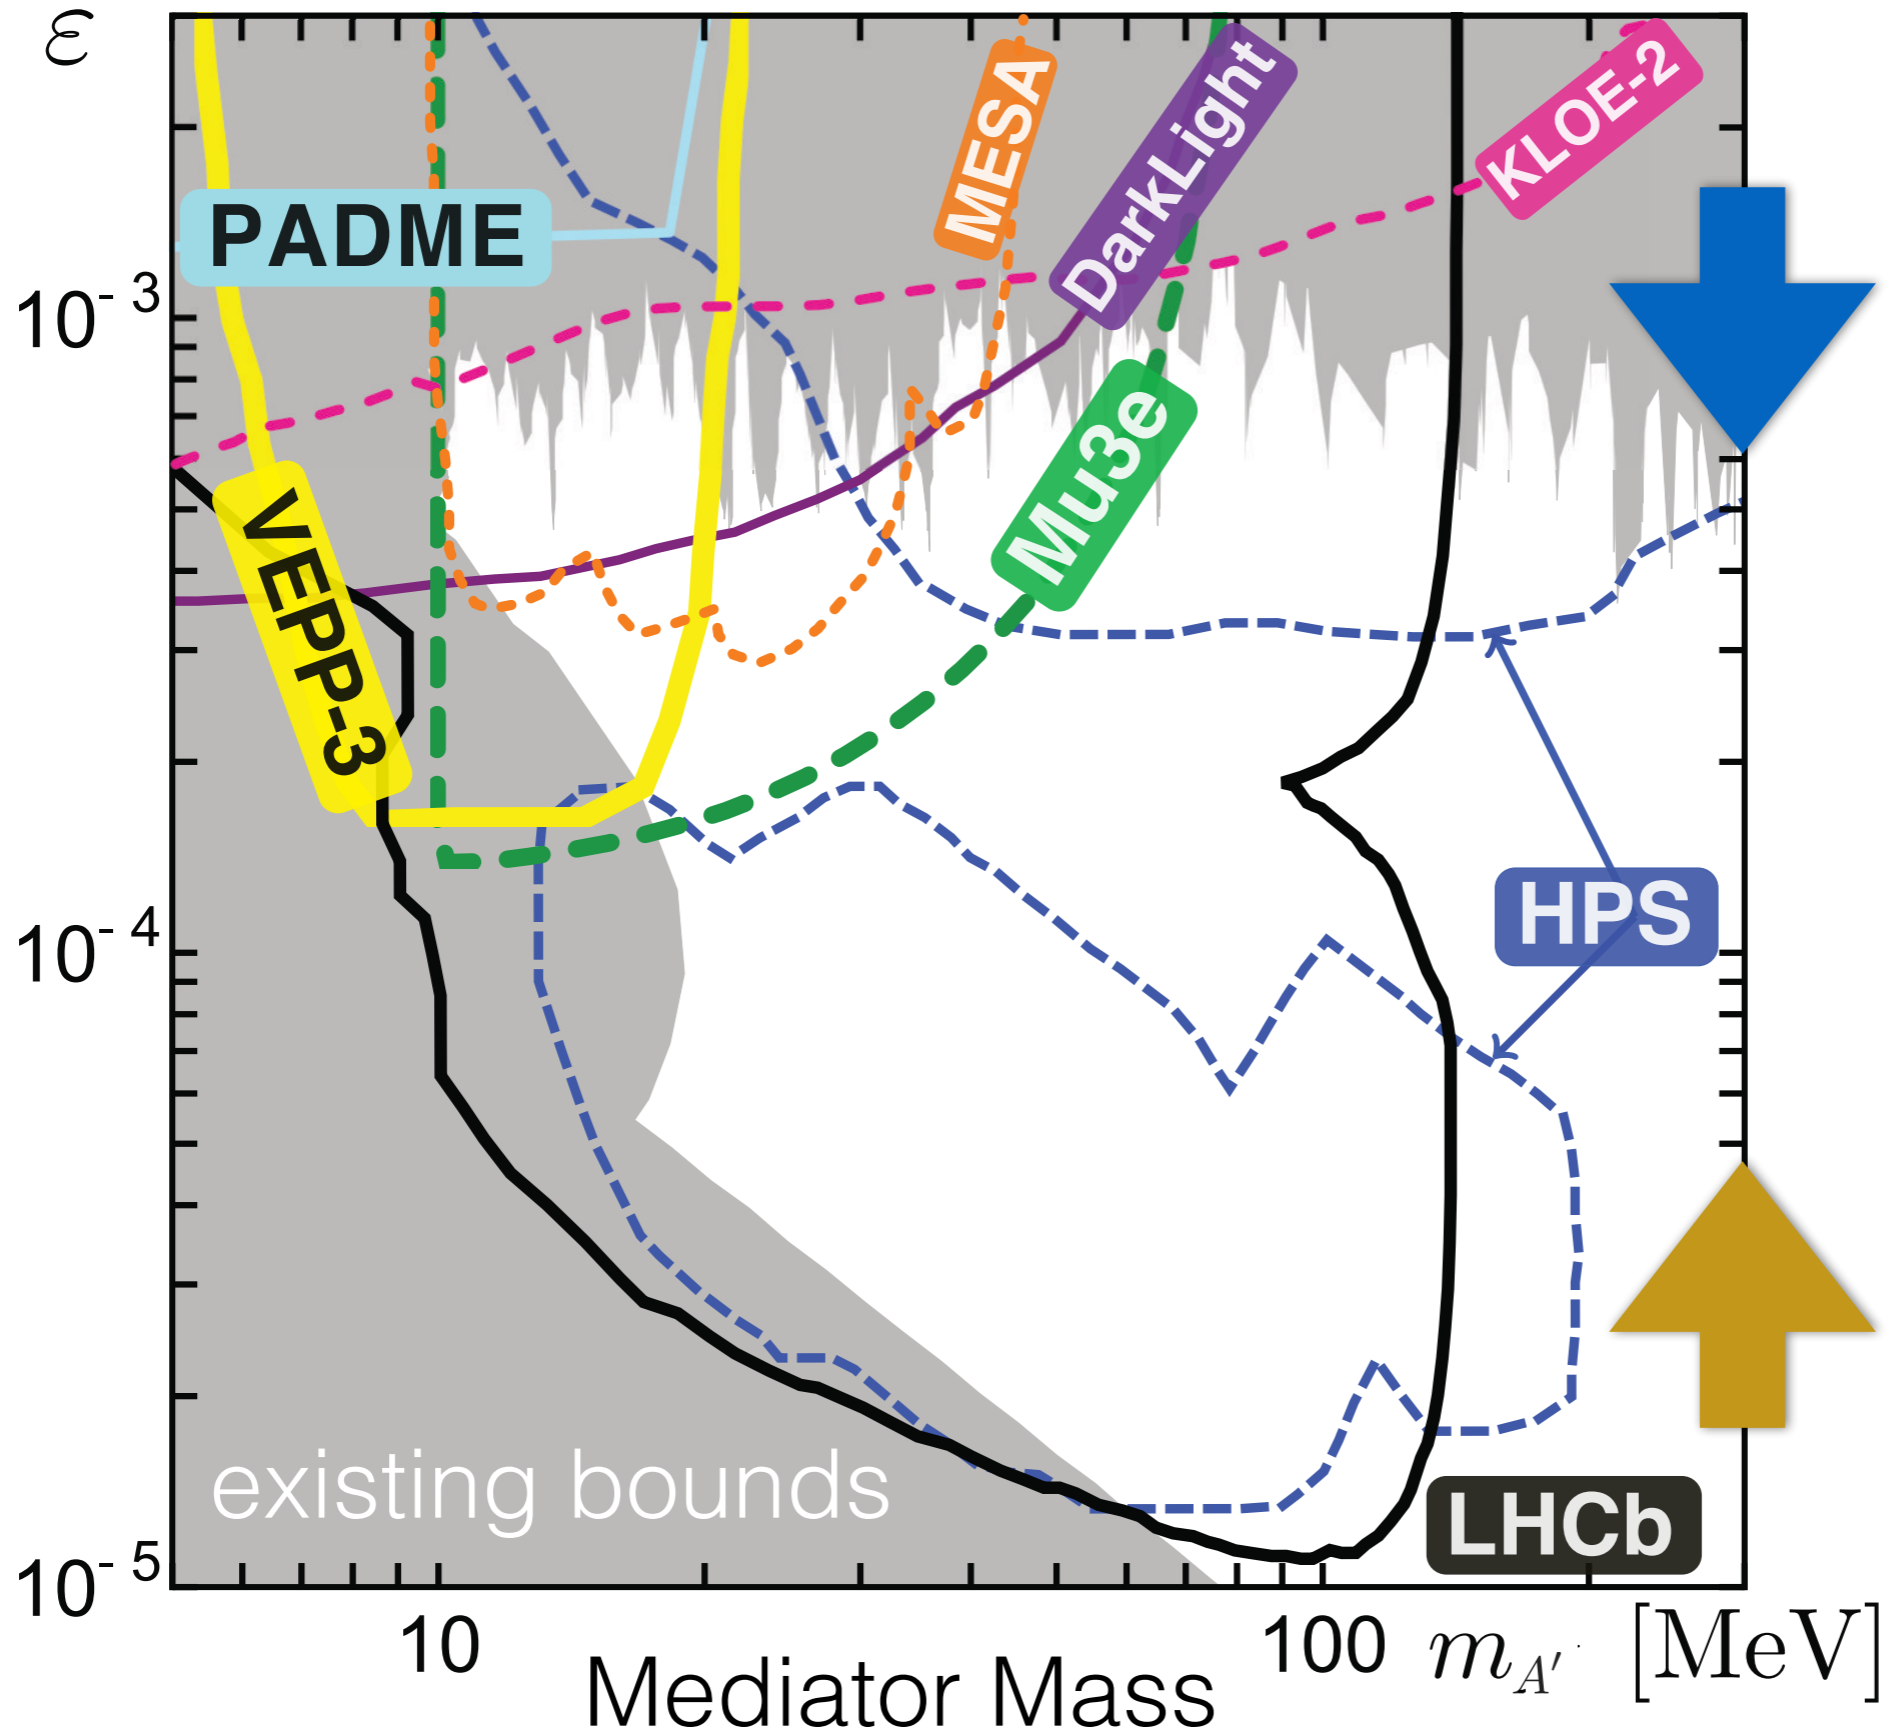 ε
MESA
DarkLight
KLOE-2
PADME
10⁻³
Mu3e
VEPP-3
HPS
10⁻⁴
existing bounds
LHCb
10⁻⁵
10
100
m_A′ [MeV]
Mediator Mass